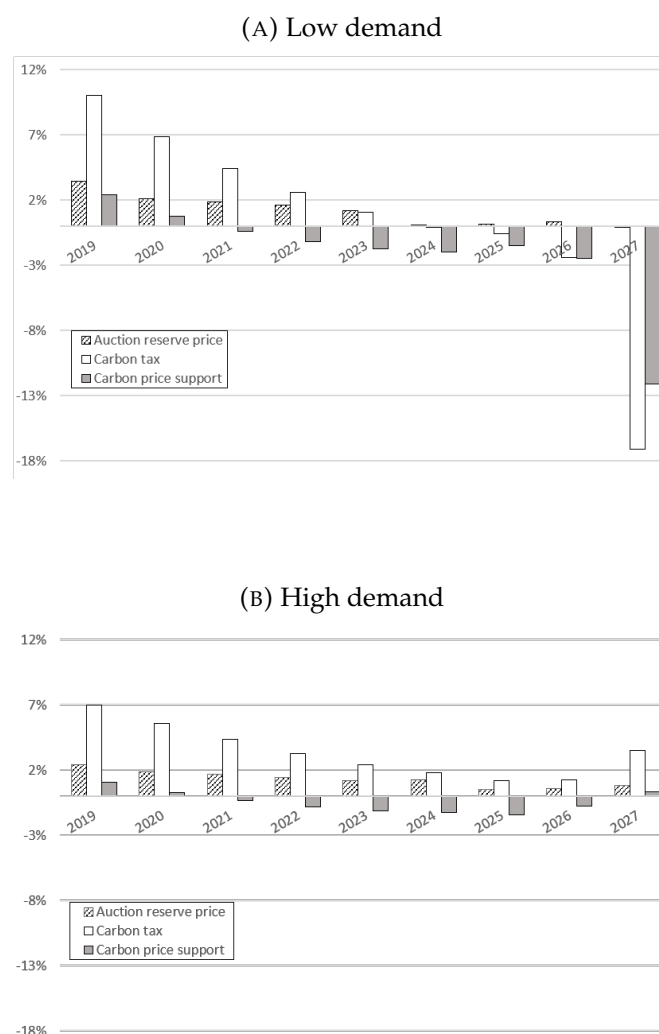 (A) Low demand
12%
7%
2%
-3%
-8%
-13%
-18%
2019 2020 2021 2022 2023 2024 2025 2026 2027
Auction reserve price
Carbon tax
Carbon price support
(B) High demand
12%
7%
2%
-3%
-8%
-13%
-18%
2019 2020 2021 2022 2023 2024 2025 2026 2027
Auction reserve price
Carbon tax
Carbon price support